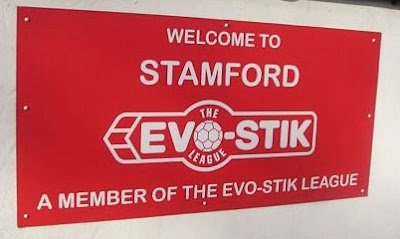 WELCOME TO
STAMFORD
THE
EVO-STIK
LEAGUE
A MEMBER OF THE EVO-STIK LEAGUE